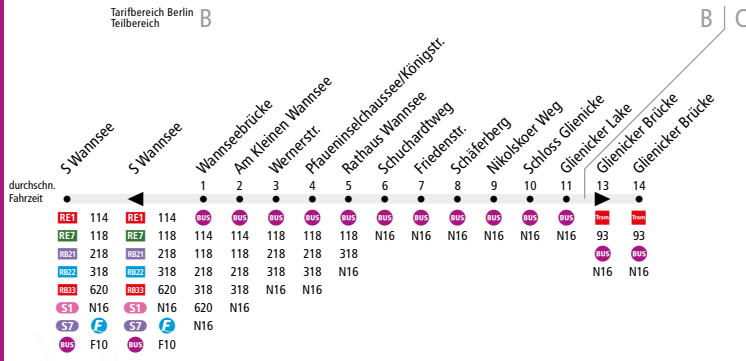 Tarifbereich Berlin
Teilbereich
B
B
C
S Wannsee
S Wannsee
Wannseebrücke
Am Kleinen Wannsee
Wernerstr.
Pfaueninselchaussee/Königstr.
Rathaus Wannsee
Schuchardtweg
Friedenstr.
Schäferberg
Nikolskoer Weg
Schloss Glienicke
Glienicker Lake
Glienicker Brücke
Glienicker Brücke
durchschn.
Fahrzeit
1 2 3 4 5 6 7 8 9 10 11 13 14
RE1 114 RE1 114 BUS BUS BUS BUS BUS BUS BUS BUS BUS BUS BUS Tram Tram
RE7 118 RE7 118 114 114 118 118 118 N16 N16 N16 N16 N16 N16 93 93
RB21 218 RB21 218 118 118 218 218 318 BUS BUS
RB22 318 RB22 318 218 218 318 318 N16 N16 N16
RB33 620 RB33 620 318 318 N16 N16
S1 N16 S1 N16 620 N16
S7 F S7 F N16
BUS F10 BUS F10